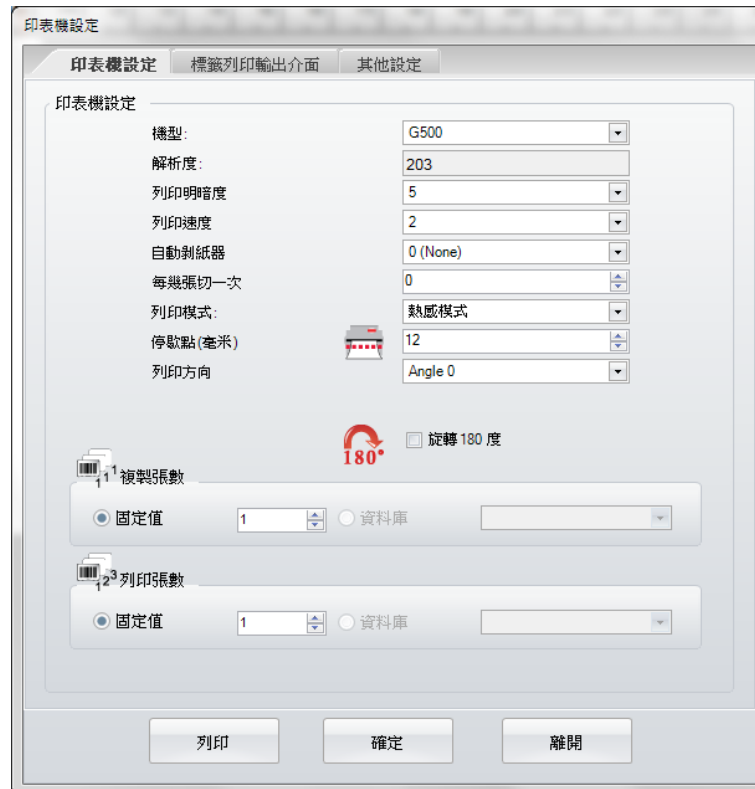 印表機設定
印表機設定 標籤列印輸出介面 其他設定
印表機設定
機型: G500
解析度: 203
列印明暗度 5
列印速度 2
自動剝紙器 0 (None)
每幾張切一次 0
列印模式: 熱感模式
停歇點(毫米) 12
列印方向 Angle 0
180° 旋轉 180 度
1 1 複製張數
固定值 1 資料庫
1 2 3 列印張數
固定值 1 資料庫
列印 確定 離開